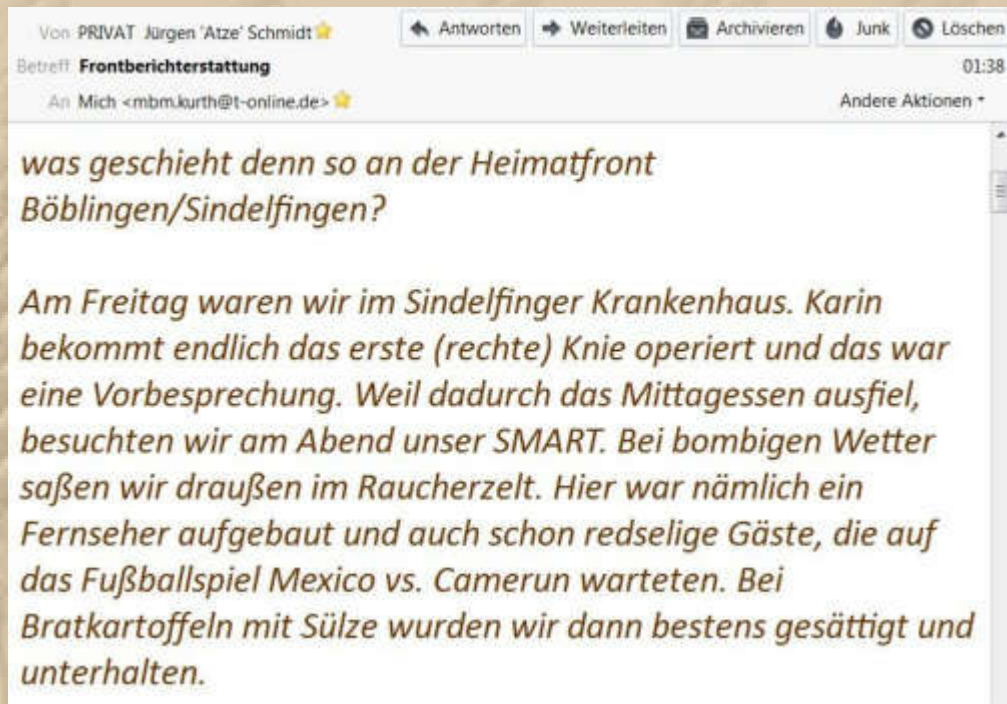 Von PRIVAT Jürgen 'Atze' Schmidt Antworten Weiterleiten Archivieren Junk Löschen
Betreff Frontberichterstattung 01:38
An Mich <mbm.kurth@t-online.de> Andere Aktionen
was geschieht denn so an der Heimatfront
Böblingen/Sindelfingen?
Am Freitag waren wir im Sindelfinger Krankenhaus. Karin
bekommt endlich das erste (rechte) Knie operiert und das war
eine Vorbesprechung. Weil dadurch das Mittagessen ausfiel,
besuchten wir am Abend unser SMART. Bei bombigen Wetter
saßen wir draußen im Raucherzelt. Hier war nämlich ein
Fernseher aufgebaut und auch schon redselige Gäste, die auf
das Fußballspiel Mexico vs. Camerun warteten. Bei
Bratkartoffeln mit Sülze wurden wir dann bestens gesättigt und
unterhalten.